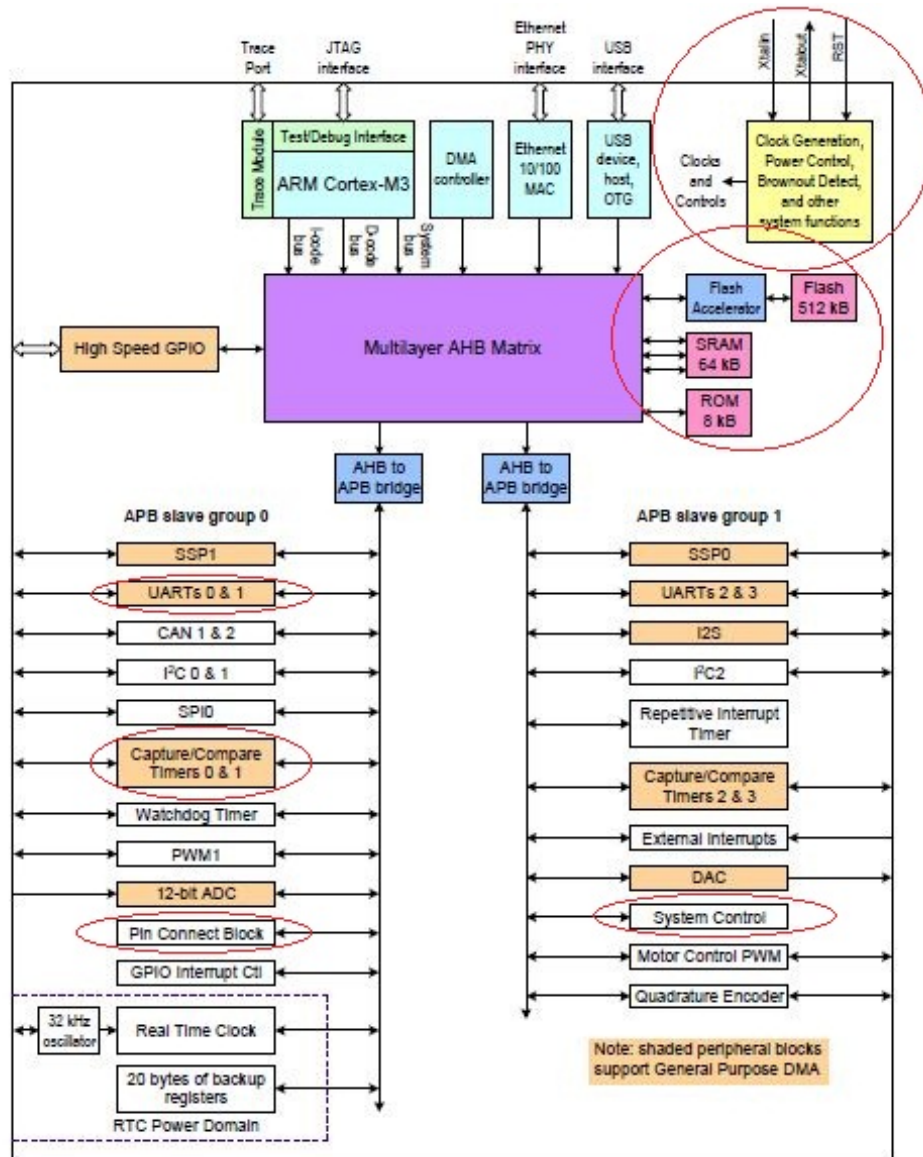 Trace
Port
JTAG
interface
Ethernet
PHY
interface
USB
interface
Xtalin
Xtalout
RST
Trace Module
Test/Debug Interface
ARM Cortex-M3
DMA
controller
Ethernet
10/100
MAC
USB
device,
host,
OTG
Clocks
and
Controls
Clock Generation,
Power Control,
Brownout Detect,
and other
system functions
I-code
bus
D-code
bus
System
bus
Multilayer AHB Matrix
High Speed GPIO
Flash
Accelerator
Flash
512 kB
SRAM
64 kB
ROM
8 kB
AHB to
APB bridge
AHB to
APB bridge
APB slave group 0
SSP1
UARTs 0 & 1
CAN 1 & 2
I²C 0 & 1
SPI0
Capture/Compare
Timers 0 & 1
Watchdog Timer
PWM1
12-bit ADC
Pin Connect Block
GPIO Interrupt Ctl
32 kHz
oscillator
Real Time Clock
20 bytes of backup
registers
RTC Power Domain
APB slave group 1
SSP0
UARTs 2 & 3
I2S
I²C2
Repetitive Interrupt
Timer
Capture/Compare
Timers 2 & 3
External Interrupts
DAC
System Control
Motor Control PWM
Quadrature Encoder
Note: shaded peripheral blocks
support General Purpose DMA